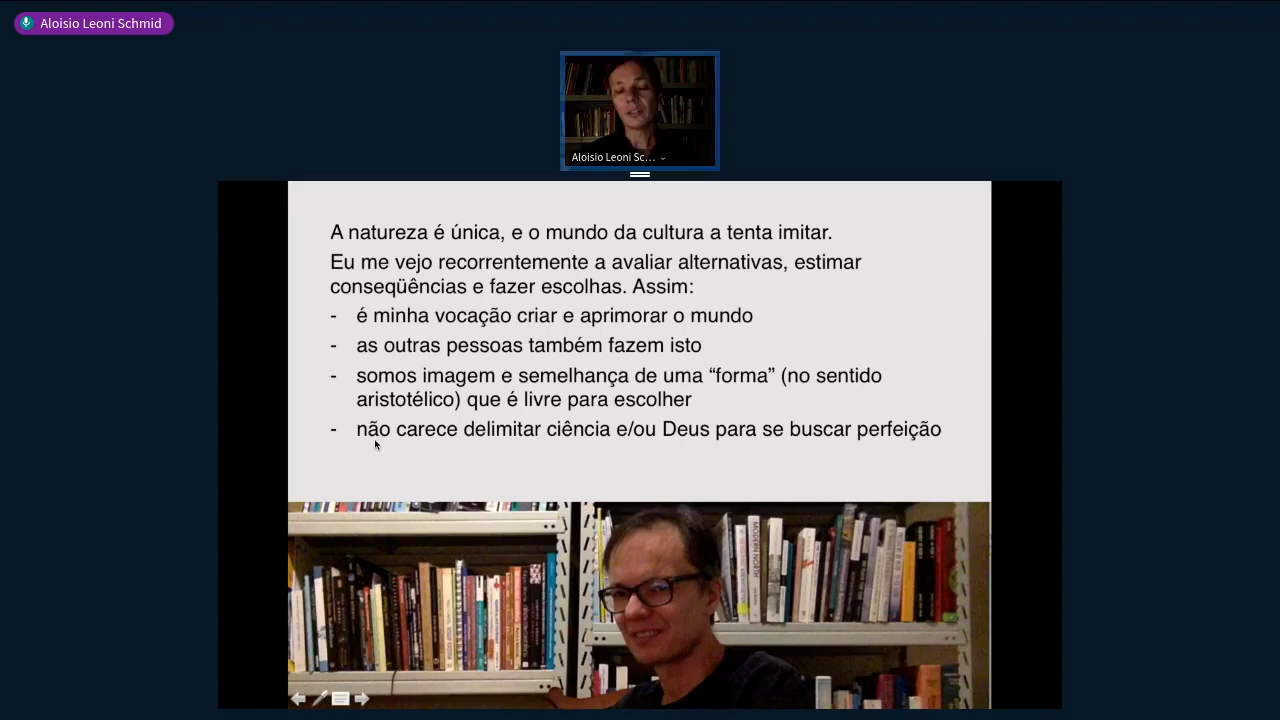 Aloisio Leoni Schmid
Aloisio Leoni Sc...
A natureza é única, e o mundo da cultura a tenta imitar.
Eu me vejo recorrentemente a avaliar alternativas, estimar
conseqüências e fazer escolhas. Assim:
- é minha vocação criar e aprimorar o mundo
- as outras pessoas também fazem isto
- somos imagem e semelhança de uma “forma” (no sentido
aristotélico) que é livre para escolher
- não carece delimitar ciência e/ou Deus para se buscar perfeição
MODERN NORTH